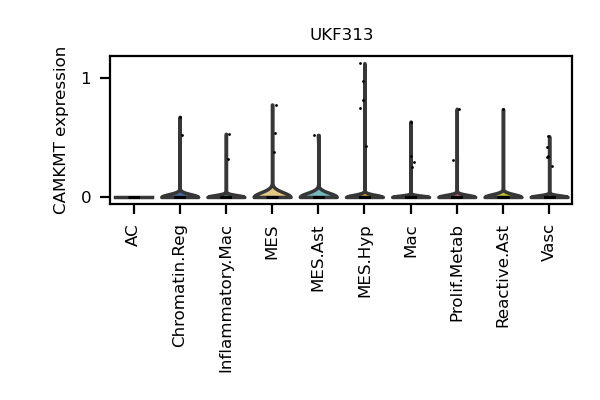 UKF313
CAMKMT expression
1
0
AC
Chromatin.Reg
Inflammatory.Mac
MES
MES.Ast
MES.Hyp
Mac
Prolif.Metab
Reactive.Ast
Vasc